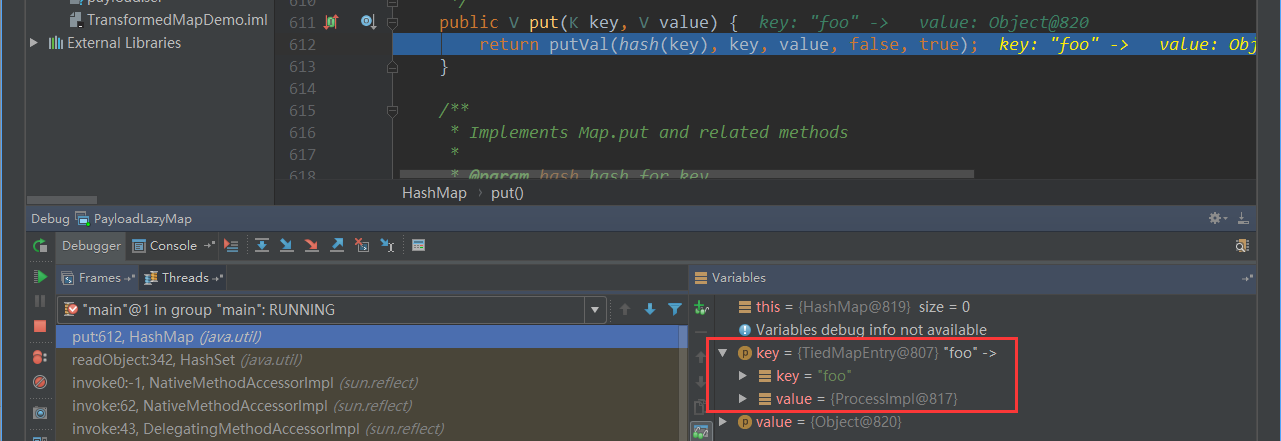 payload.ser
TransformedMapDemo.iml
External Libraries
610 */
611 public V put(K key, V value) { key: "foo" -> value: Object@820
612 return putVal(hash(key), key, value, false, true); key: "foo" -> value: Obj
613 }
614
615 /**
616 * Implements Map.put and related methods
617 *
618 * @param hash hash for key
HashMap › put()
Debug PayloadLazyMap
Debugger Console
Frames Threads
Variables
"main"@1 in group "main": RUNNING
put:612, HashMap (java.util)
readObject:342, HashSet (java.util)
invoke0:-1, NativeMethodAccessorImpl (sun.reflect)
invoke:62, NativeMethodAccessorImpl (sun.reflect)
invoke:43, DelegatingMethodAccessorImpl (sun.reflect)
this = {HashMap@819} size = 0
Variables debug info not available
key = {TiedMapEntry@807} "foo" ->
key = "foo"
value = {ProcessImpl@817}
value = {Object@820}